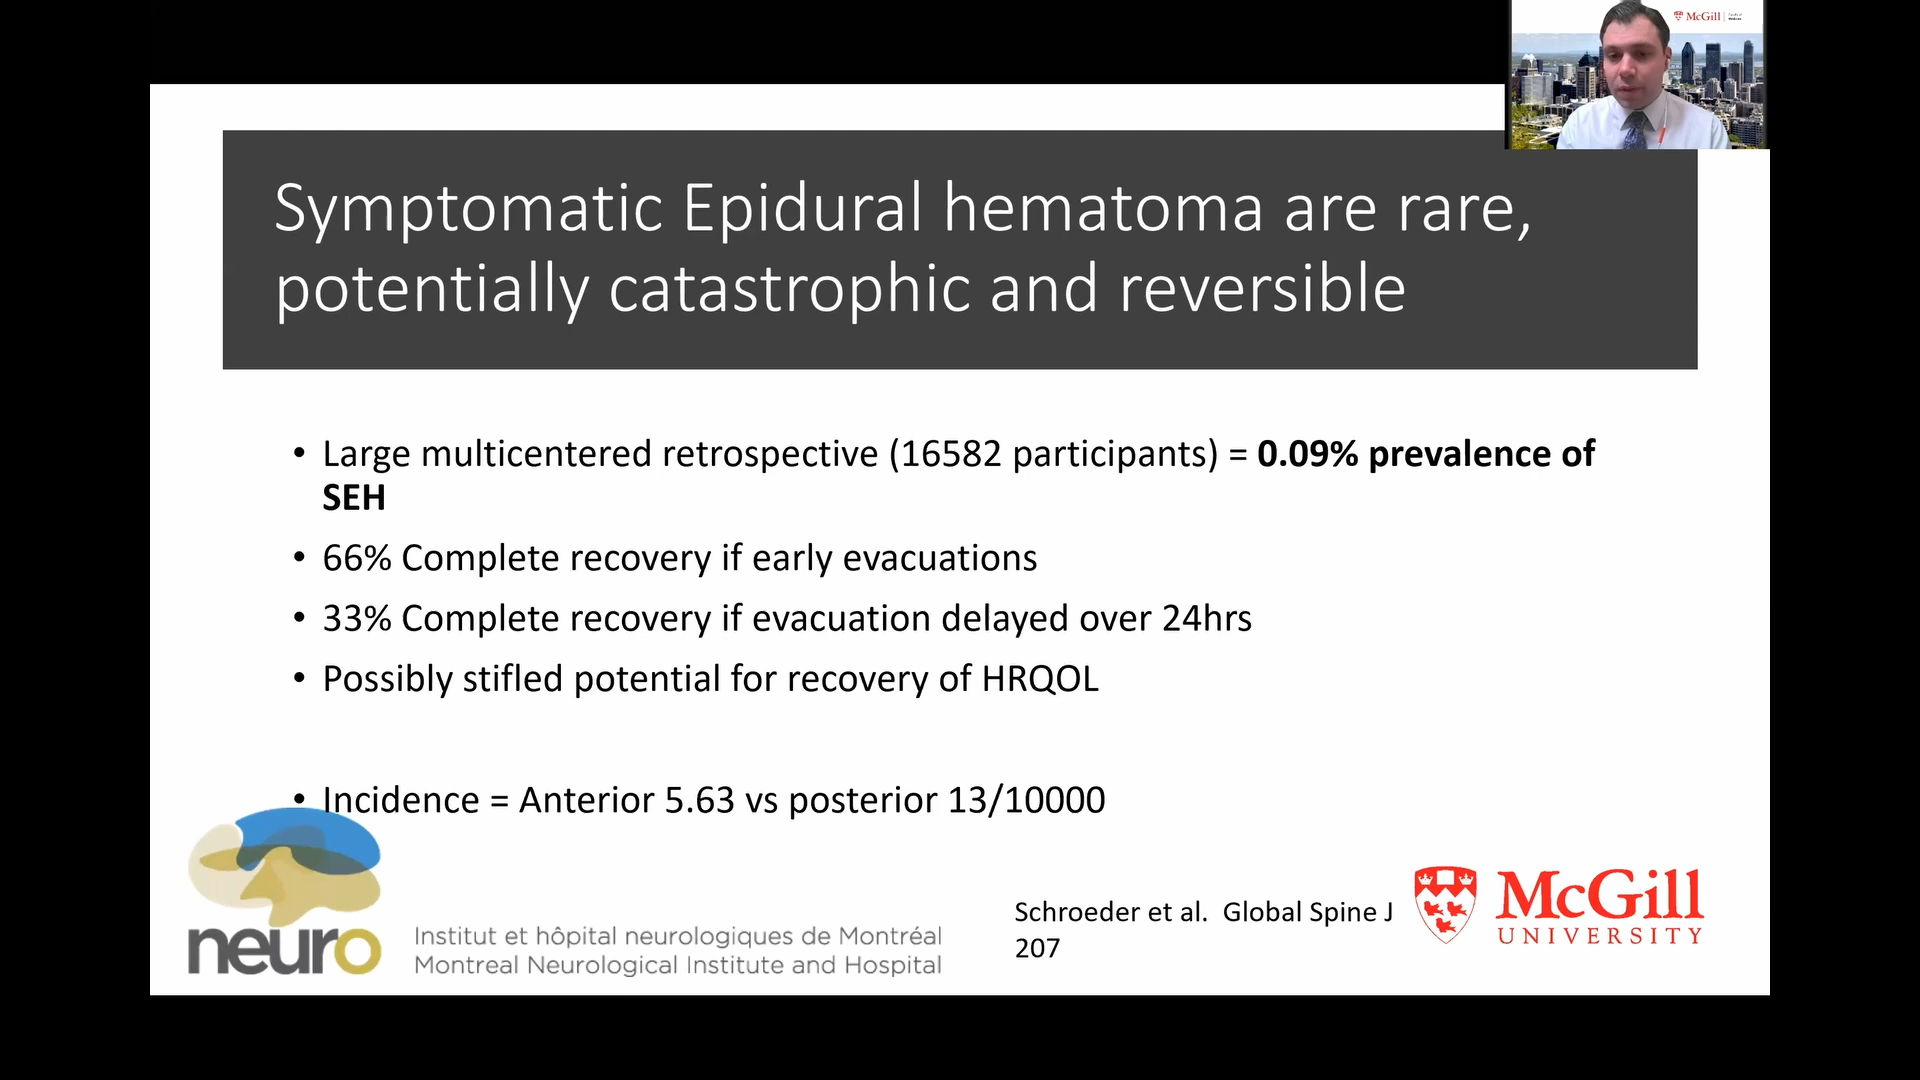 McGill
Symptomatic Epidural hematoma are rare,
potentially catastrophic and reversible
• Large multicentered retrospective (16582 participants) = 0.09% prevalence of
SEH
• 66% Complete recovery if early evacuations
• 33% Complete recovery if evacuation delayed over 24hrs
• Possibly stifled potential for recovery of HRQOL
• Incidence = Anterior 5.63 vs posterior 13/10000
neuro
Institut et hôpital neurologiques de Montréal
Montreal Neurological Institute and Hospital
Schroeder et al. Global Spine J
207
McGill
UNIVERSITY